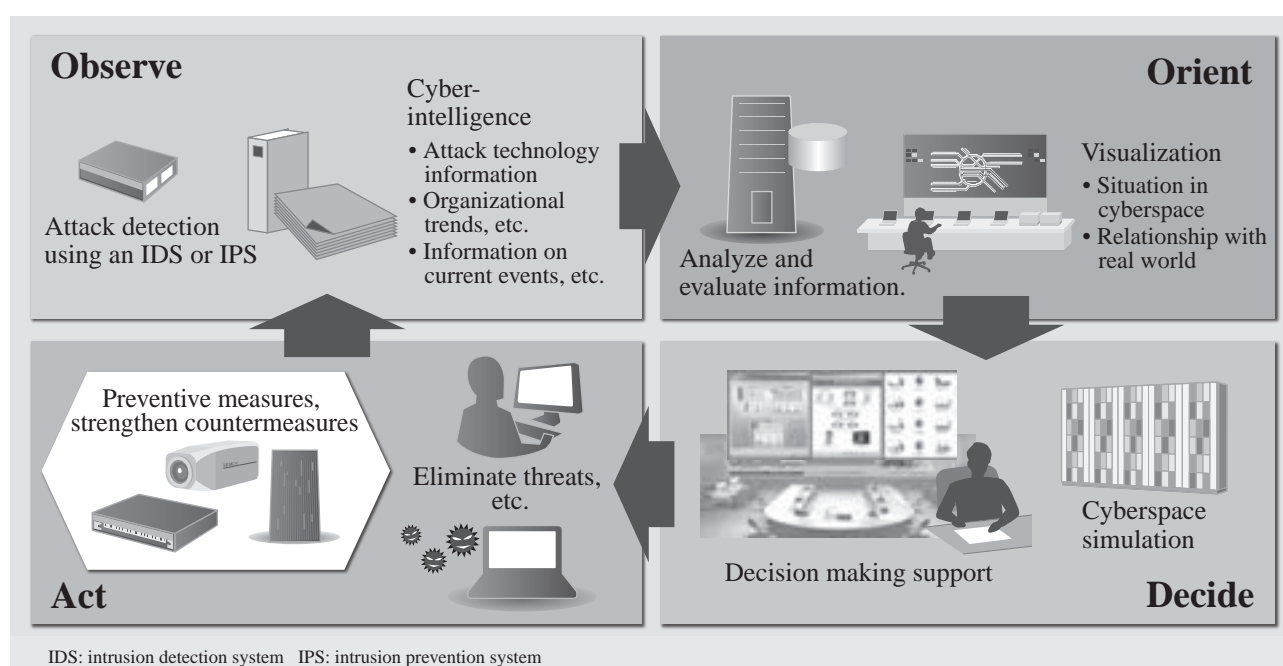 Observe
Attack detection
using an IDS or IPS
Cyber-
intelligence
• Attack technology
information
• Organizational
trends, etc.
• Information on
current events, etc.
Orient
Analyze and
evaluate information.
Visualization
• Situation in
cyberspace
• Relationship with
real world
Act
Preventive measures,
strengthen countermeasures
Eliminate threats,
etc.
Decision making support
Cyberspace
simulation
Decide
IDS: intrusion detection system IPS: intrusion prevention system